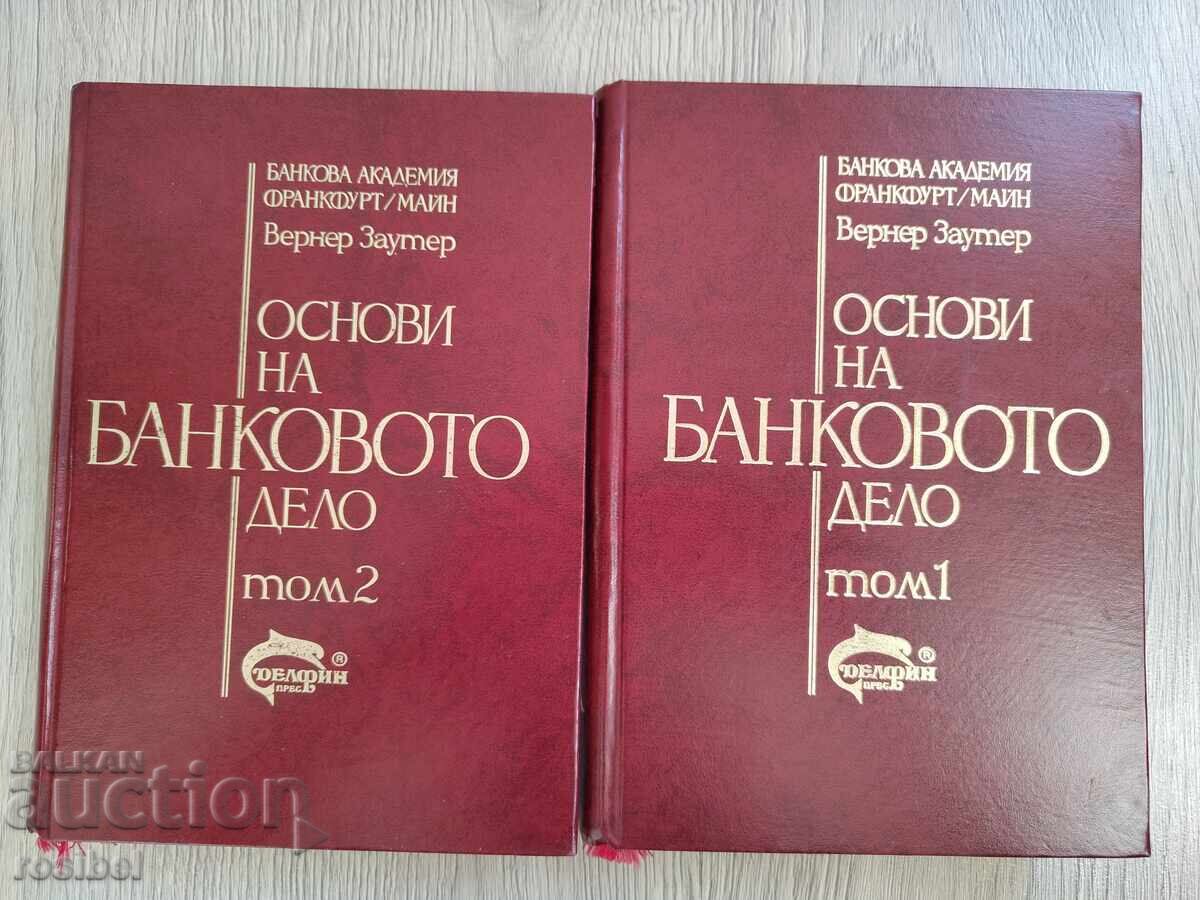 БАНКОВА АКАДЕМИЯ
ФРАНКФУРТ/МАИН
Вернер Заутер
ОСНОВИ
НА
БАНКОВОТО
ДЕЛО
том 2
ДЕЛФИН ®
ПРЕС
БАНКОВА АКАДЕМИЯ
ФРАНКФУРТ/МАИН
Вернер Заутер
ОСНОВИ
НА
БАНКОВОТО
ДЕЛО
том 1
ДЕЛФИН ®
ПРЕС
BALKAN
auction
rosibel